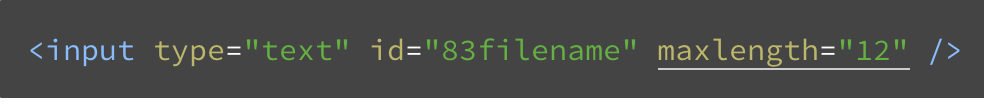 <input type="text" id="83filename" maxlength="12" />